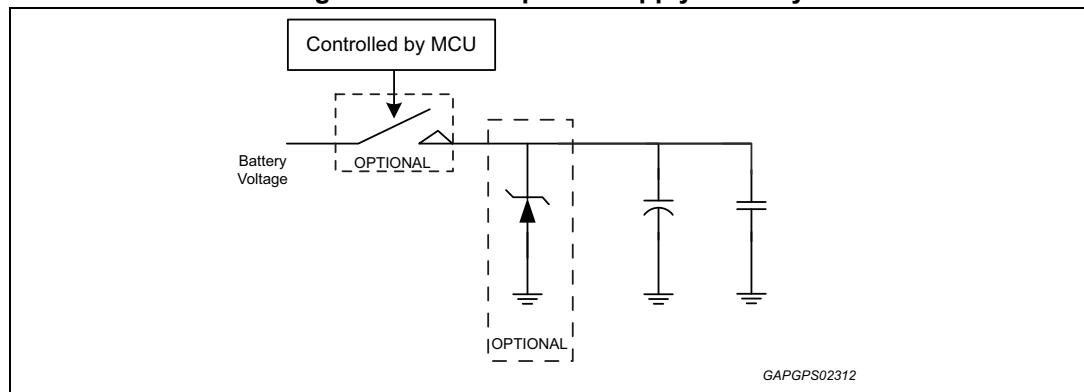 Controlled by MCU
OPTIONAL
Battery
Voltage
OPTIONAL
GAPGPS02312